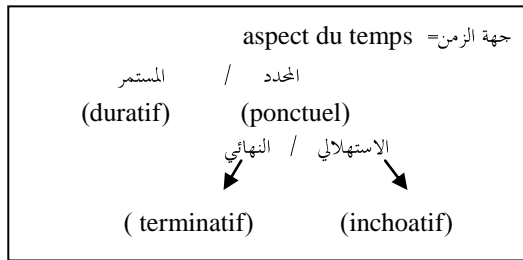 جهة الزمن= aspect du temps
المحدد / المستمر
(duratif) (ponctuel)
الاستهلالي / النهائي
( terminatif) (inchoatif)